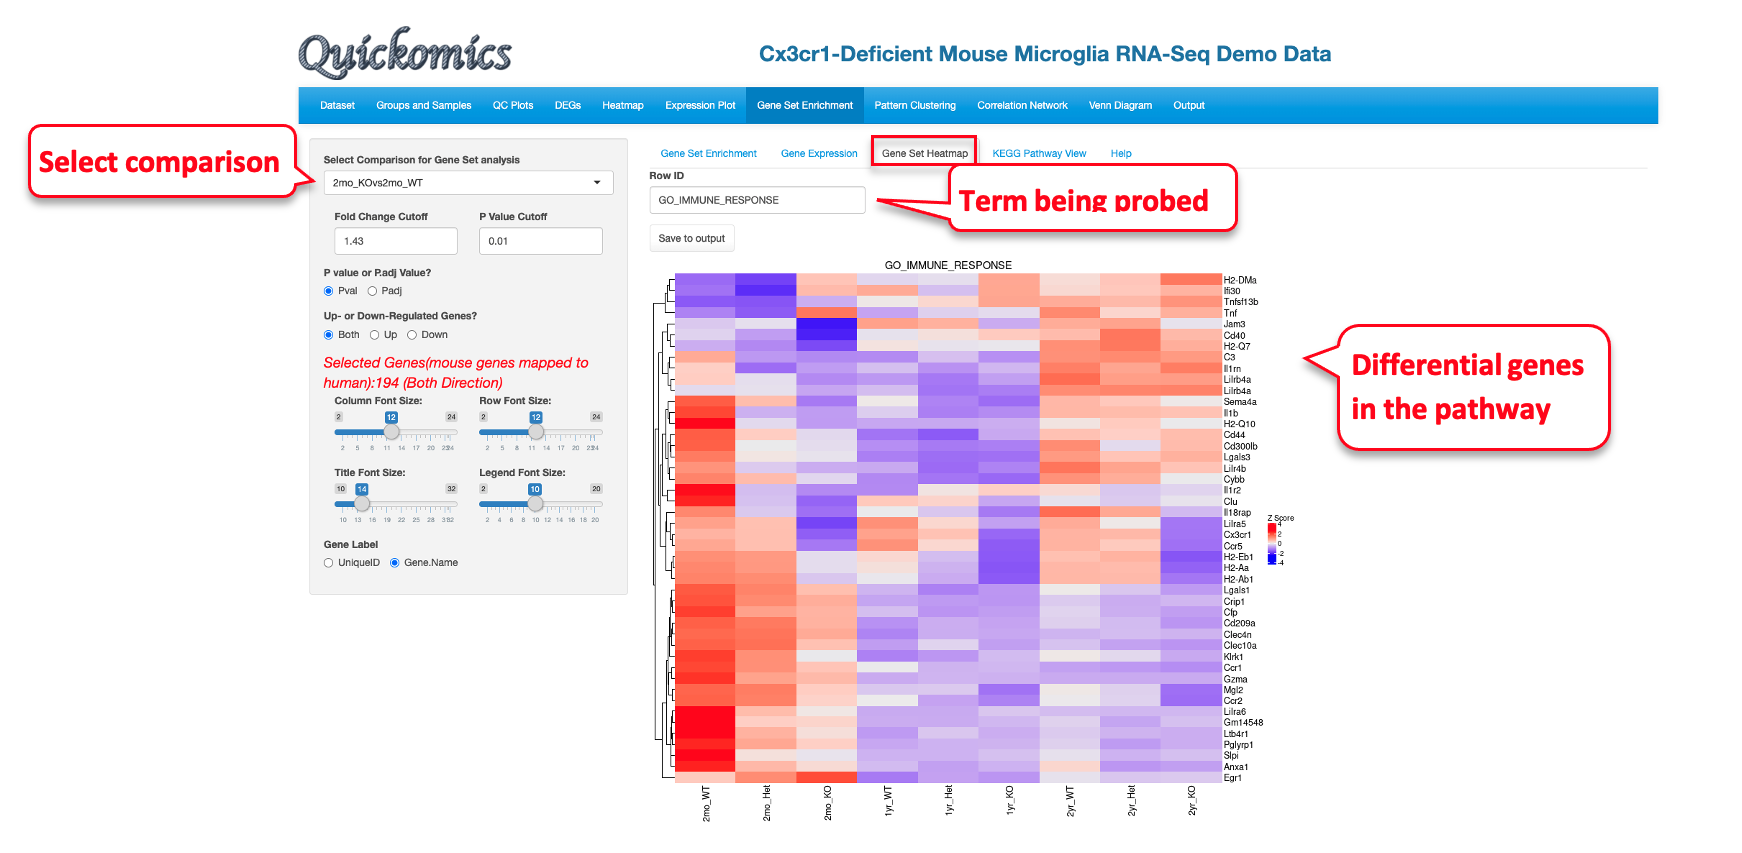 Quickomics
Cx3cr1-Deficient Mouse Microglia RNA-Seq Demo Data
Dataset Groups and Samples QC Plots DEGs Heatmap Expression Plot Gene Set Enrichment Pattern Clustering Correlation Network Venn Diagram Output
Select comparison
Select Comparison for Gene Set analysis
2mo_KOvs2mo_WT
Fold Change Cutoff P Value Cutoff
1.43 0.01
P value or P.adj Value?
Pval Padj
Up- or Down-Regulated Genes?
Both Up Down
Selected Genes(mouse genes mapped to
human):194 (Both Direction)
Column Font Size: Row Font Size:
2 12 24 2 12 24
2 5 8 11 14 17 20 2324 2 5 8 11 14 17 20 2324
Title Font Size: Legend Font Size:
10 14 32 2 10 20
10 13 16 19 22 25 28 3132 2 4 6 8 10 12 14 16 18 20
Gene Label
UniqueID Gene.Name
Gene Set Enrichment Gene Expression Gene Set Heatmap KEGG Pathway View Help
Row ID
GO_IMMUNE_RESPONSE
Term being probed
Save to output
GO_IMMUNE_RESPONSE
H2-DMa
Ifi30
Tnfsf13b
Tnf
Jam3
Cd40
H2-Q7
C3
Il1rn
Lilrb4a
Lilrb4a
Sema4a
Il1b
H2-Q10
Cd44
Cd300lb
Lgals3
Lilr4b
Cybb
Il1r2
Clu
Il18rap
Lilra5
Cx3cr1
Ccr5
H2-Eb1
H2-Aa
H2-Ab1
Lgals1
Crip1
Cfp
Cd209a
Clec4n
Clec10a
Klrk1
Ccr1
Gzma
Mgl2
Ccr2
Lilra6
Gm14548
Ltb4r1
Pglyrp1
Slpi
Anxa1
Egr1
2mo_WT 2mo_Het 2mo_KO 1yr_WT 1yr_Het 1yr_KO 2yr_WT 2yr_Het 2yr_KO
Z Score
4
2
0
-2
-4
Differential genes
in the pathway